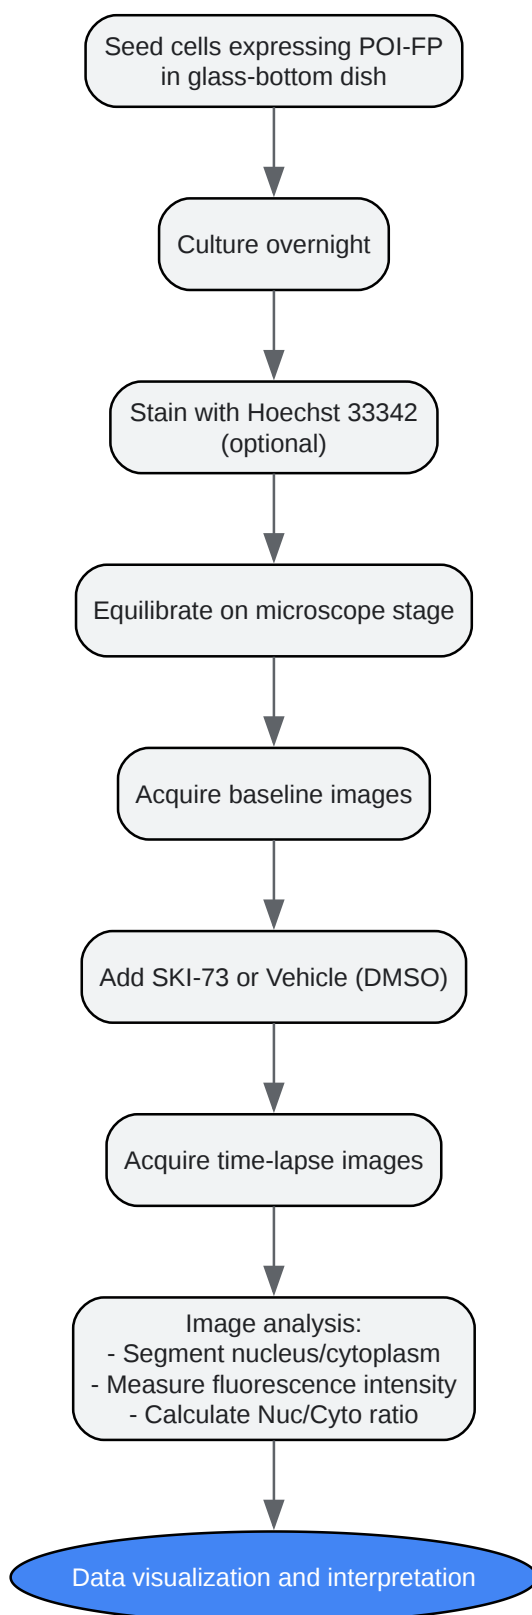 Seed cells expressing POI-FP
in glass-bottom dish
Culture overnight
Stain with Hoechst 33342
(optional)
Equilibrate on microscope stage
Acquire baseline images
Add SKI-73 or Vehicle (DMSO)
Acquire time-lapse images
Image analysis:
- Segment nucleus/cytoplasm
- Measure fluorescence intensity
- Calculate Nuc/Cyto ratio
Data visualization and interpretation